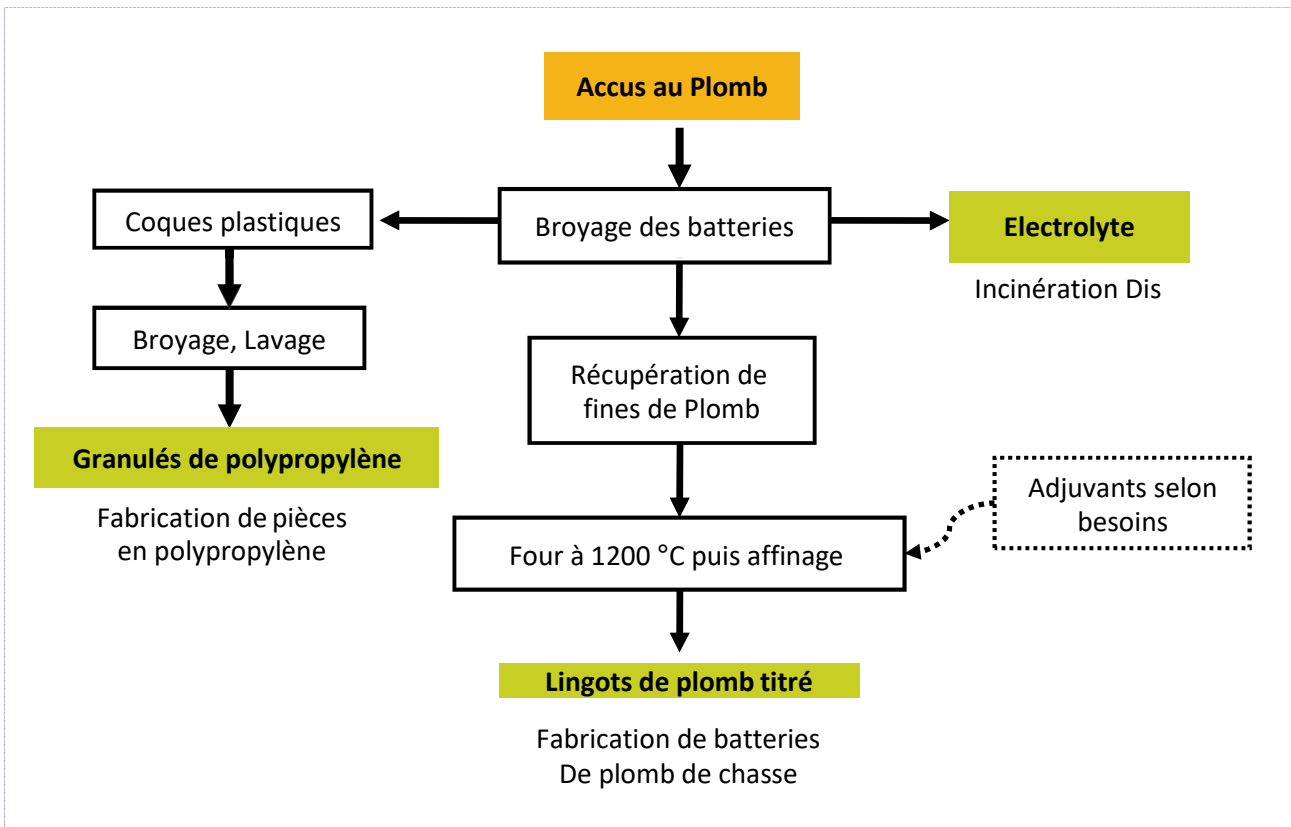 Accus au Plomb
Coques plastiques
Broyage des batteries
Electrolyte
Incinération Dis
Broyage, Lavage
Récupération de
fines de Plomb
Granulés de polypropylène
Fabrication de pièces
en polypropylène
Adjuvants selon
besoins
Four à 1200 °C puis affinage
Lingots de plomb titré
Fabrication de batteries
De plomb de chasse